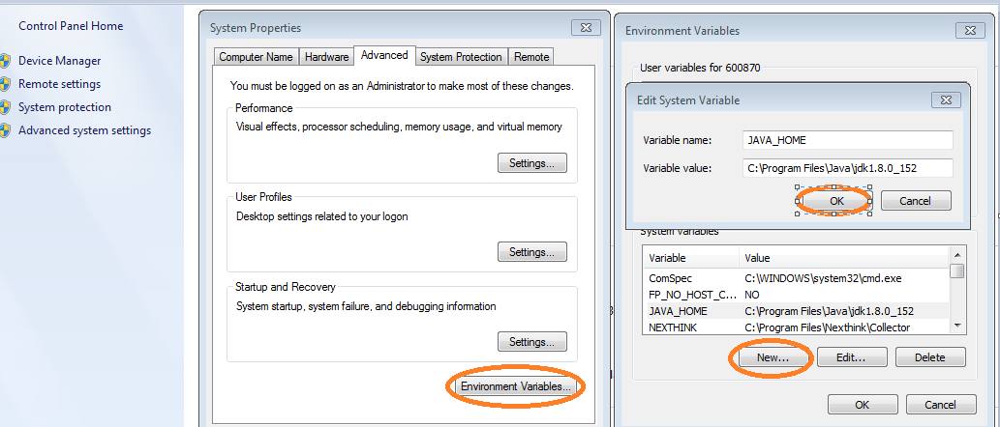 Control Panel Home
Device Manager
Remote settings
System protection
Advanced system settings
System Properties
Computer Name Hardware Advanced System Protection Remote
You must be logged on as an Administrator to make most of these changes.
Performance
Visual effects, processor scheduling, memory usage, and virtual memory
Settings...
User Profiles
Desktop settings related to your logon
Settings...
Startup and Recovery
System startup, system failure, and debugging information
Settings...
Environment Variables...
Environment Variables
User variables for 600870
Edit System Variable
Variable name: JAVA_HOME
Variable value: C:\Program Files\Java\jdk1.8.0_152
OK Cancel
System variables
Variable Value
ComSpec C:\WINDOWS\system32\cmd.exe
FP_NO_HOST_C... NO
JAVA_HOME C:\Program Files\Java\jdk1.8.0_152
NEXTHINK C:\Program Files\Nexthink\Collector
New... Edit... Delete
OK Cancel